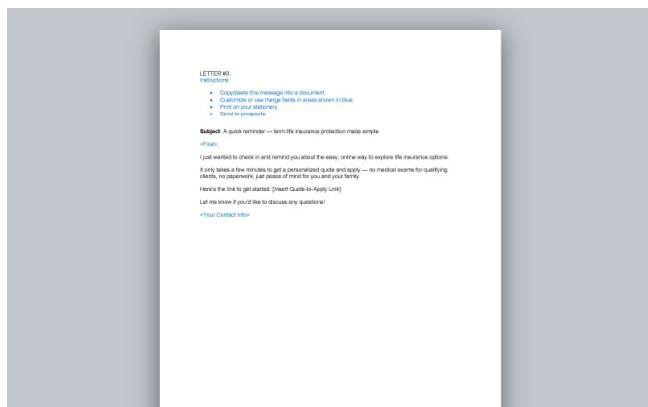 LETTER #3
Instructions:
• Copy/paste this message into a document.
• Customize or use merge fields in areas shown in blue.
• Print on your stationery.
• Send to prospects.
Subject: A quick reminder — term life insurance protection made simple
<First>,
I just wanted to check in and remind you about the easy, online way to explore life insurance options.
It only takes a few minutes to get a personalized quote and apply — no medical exams for qualifying
clients, no paperwork, just peace of mind for you and your family.
Here's the link to get started: [Insert Quote-to-Apply Link]
Let me know if you'd like to discuss any questions!
<Your Contact Info>